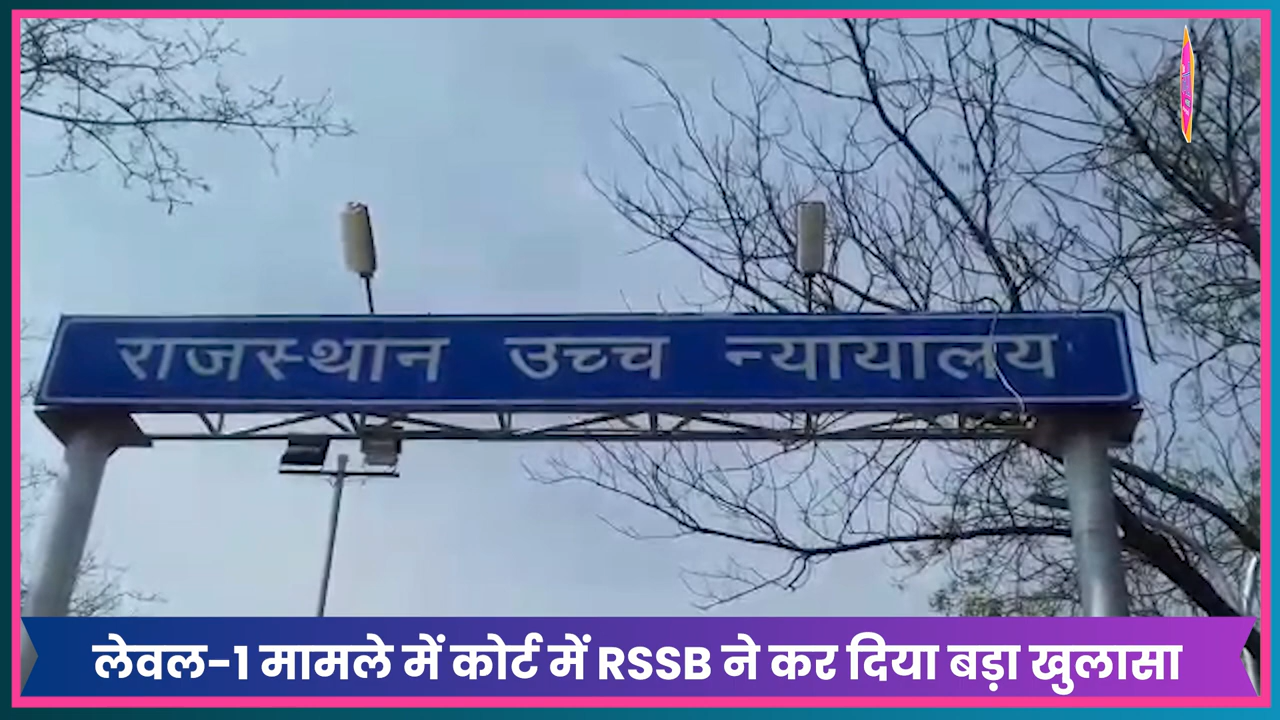 राजस्थान उच्च न्यायालय
लेवल-1 मामले में कोर्ट में RSSB ने कर दिया बड़ा खुलासा